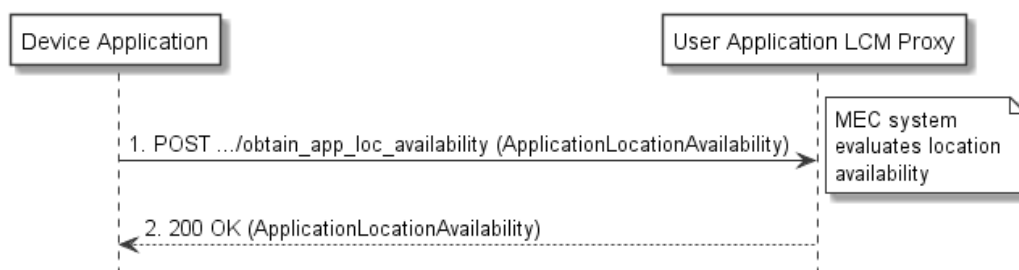 Device Application
User Application LCM Proxy
1. POST .../obtain_app_loc_availability (ApplicationLocationAvailability)
MEC system
evaluates location
availability
2. 200 OK (ApplicationLocationAvailability)